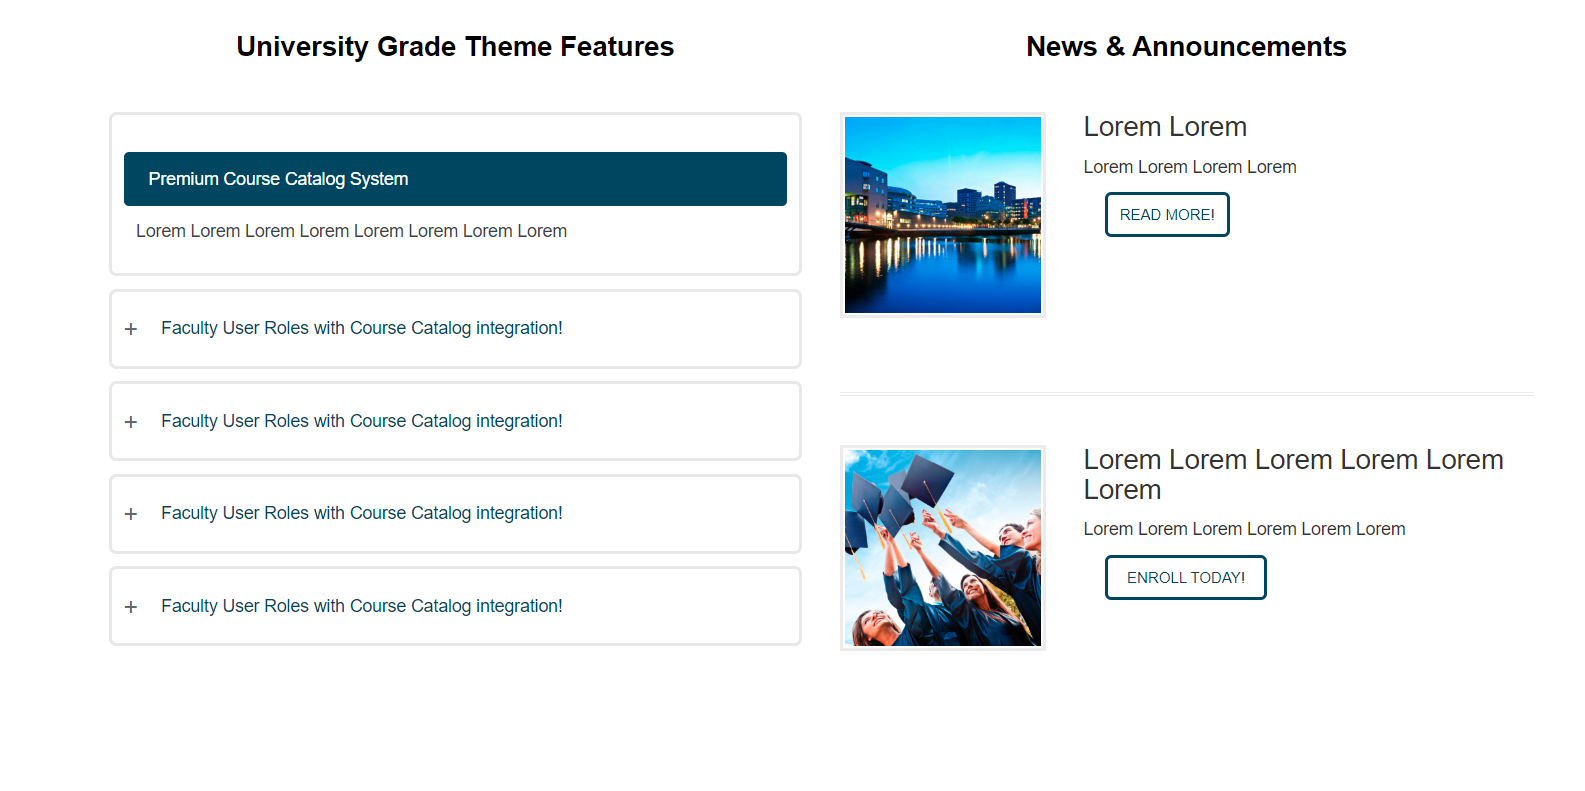 University Grade Theme Features
Premium Course Catalog System
Lorem Lorem Lorem Lorem Lorem Lorem Lorem Lorem
+ Faculty User Roles with Course Catalog integration!
+ Faculty User Roles with Course Catalog integration!
+ Faculty User Roles with Course Catalog integration!
+ Faculty User Roles with Course Catalog integration!
News & Announcements
Lorem Lorem
Lorem Lorem Lorem Lorem
READ MORE!
Lorem Lorem Lorem Lorem Lorem
Lorem
Lorem Lorem Lorem Lorem Lorem Lorem
ENROLL TODAY!